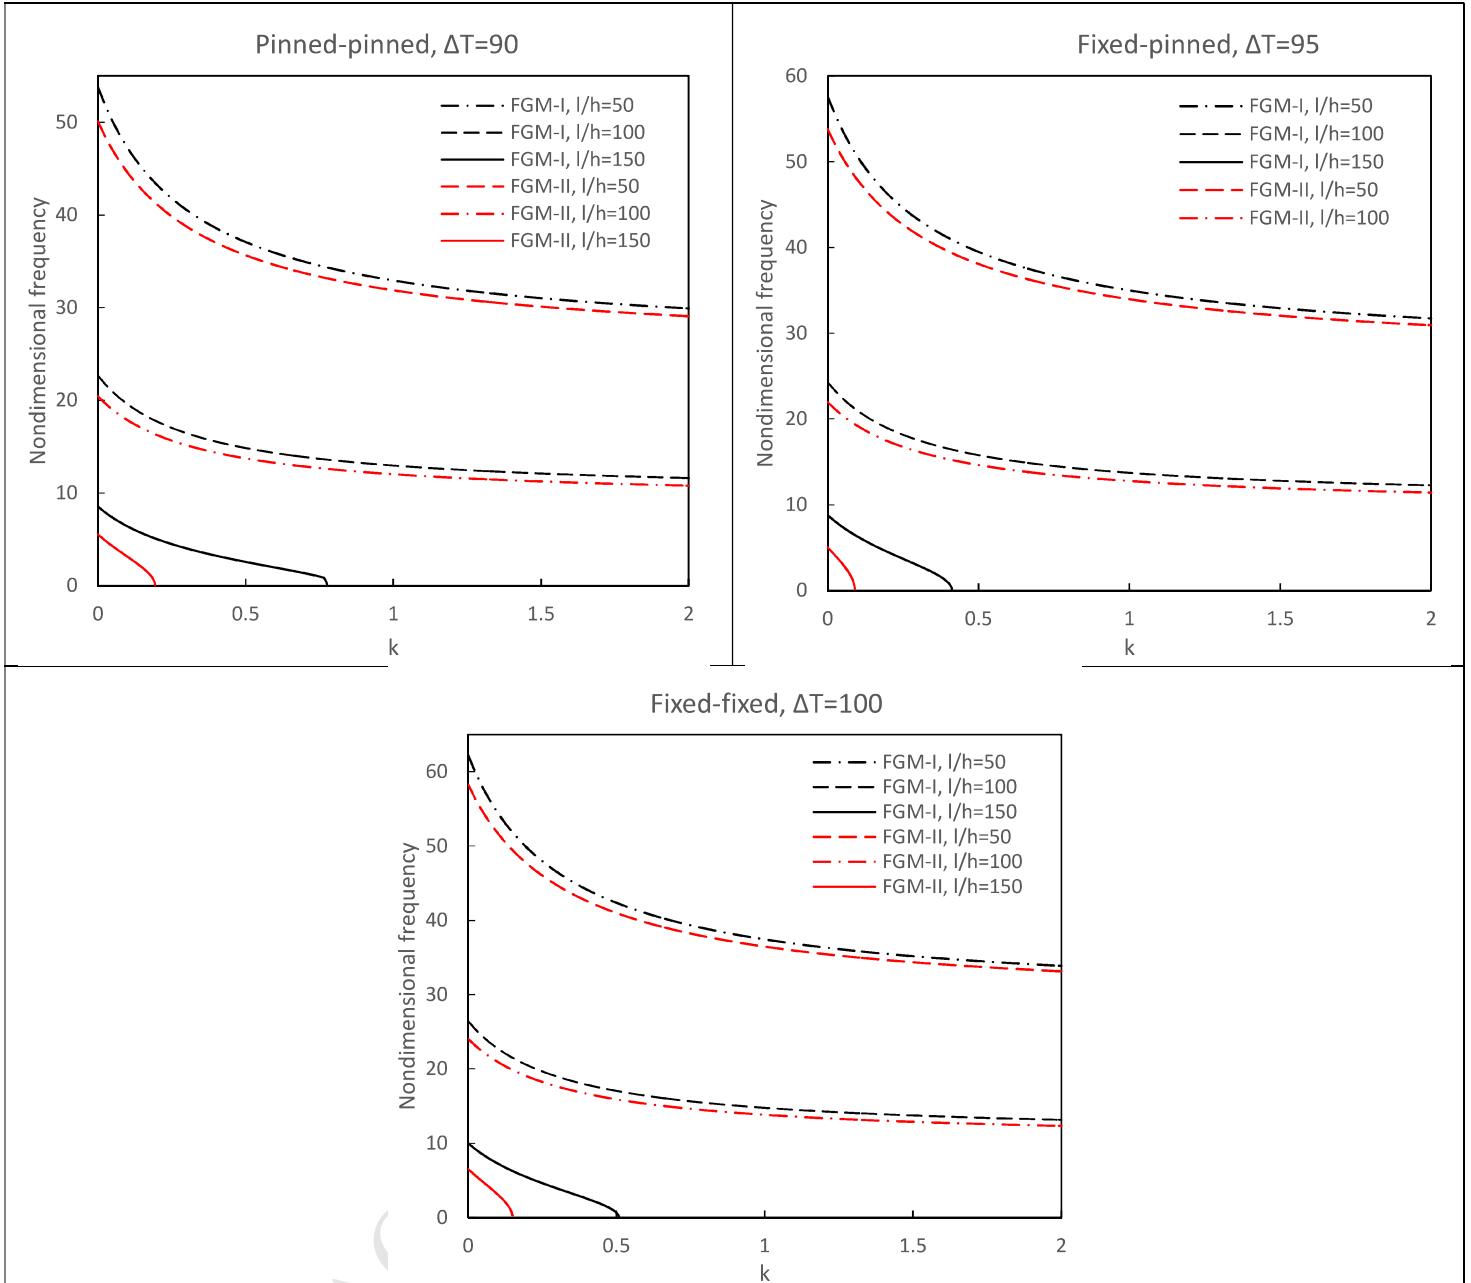 Pinned-pinned, ΔT=90
Nondimensional frequency
50
40
30
20
10
0
FGM-I, l/h=50
FGM-I, l/h=100
FGM-I, l/h=150
FGM-II, l/h=50
FGM-II, l/h=100
FGM-II, l/h=150
0
0.5
1
1.5
2
k
Fixed-pinned, ΔT=95
Nondimensional frequency
60
50
40
30
20
10
0
FGM-I, l/h=50
FGM-I, l/h=100
FGM-I, l/h=150
FGM-II, l/h=50
FGM-II, l/h=100
0
0.5
1
1.5
2
k
Fixed-fixed, ΔT=100
Nondimensional frequency
60
50
40
30
20
10
0
FGM-I, l/h=50
FGM-I, l/h=100
FGM-I, l/h=150
FGM-II, l/h=50
FGM-II, l/h=100
FGM-II, l/h=150
0
0.5
1
1.5
2
k